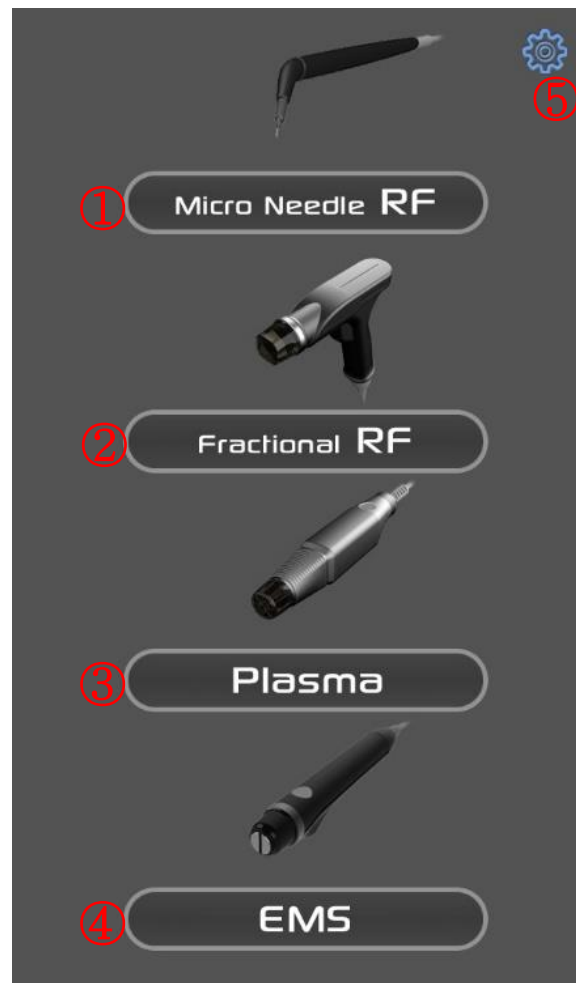 ⑤
① Micro Needle RF
② Fractional RF
③ Plasma
④ EMS